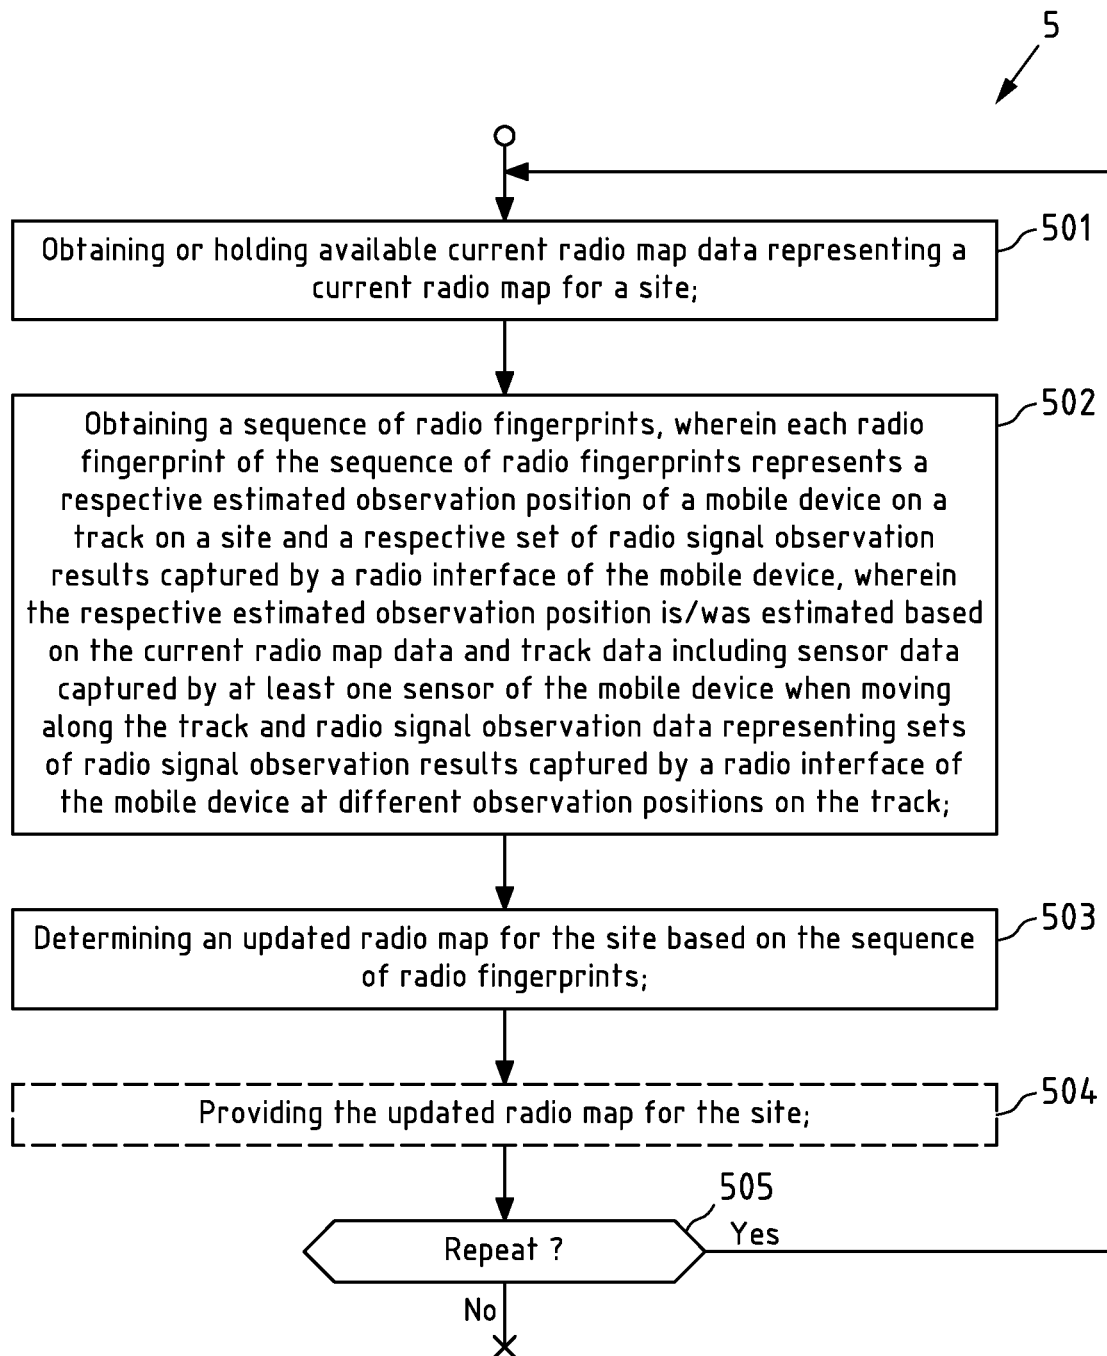 5
501
Obtaining or holding available current radio map data representing a
current radio map for a site;
502
Obtaining a sequence of radio fingerprints, wherein each radio
fingerprint of the sequence of radio fingerprints represents a
respective estimated observation position of a mobile device on a
track on a site and a respective set of radio signal observation
results captured by a radio interface of the mobile device, wherein
the respective estimated observation position is/was estimated based
on the current radio map data and track data including sensor data
captured by at least one sensor of the mobile device when moving
along the track and radio signal observation data representing sets
of radio signal observation results captured by a radio interface of
the mobile device at different observation positions on the track;
503
Determining an updated radio map for the site based on the sequence
of radio fingerprints;
504
Providing the updated radio map for the site;
505
Repeat ?
Yes
No